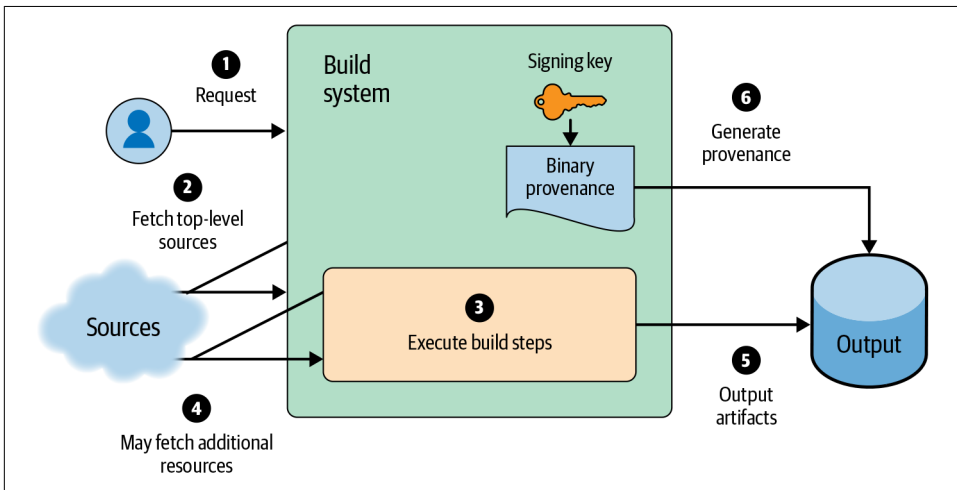 1
Request
2
Fetch top-level
sources
Sources
4
May fetch additional
resources
Build
system
Signing key
Binary
provenance
3
Execute build steps
6
Generate
provenance
5
Output
artifacts
Output